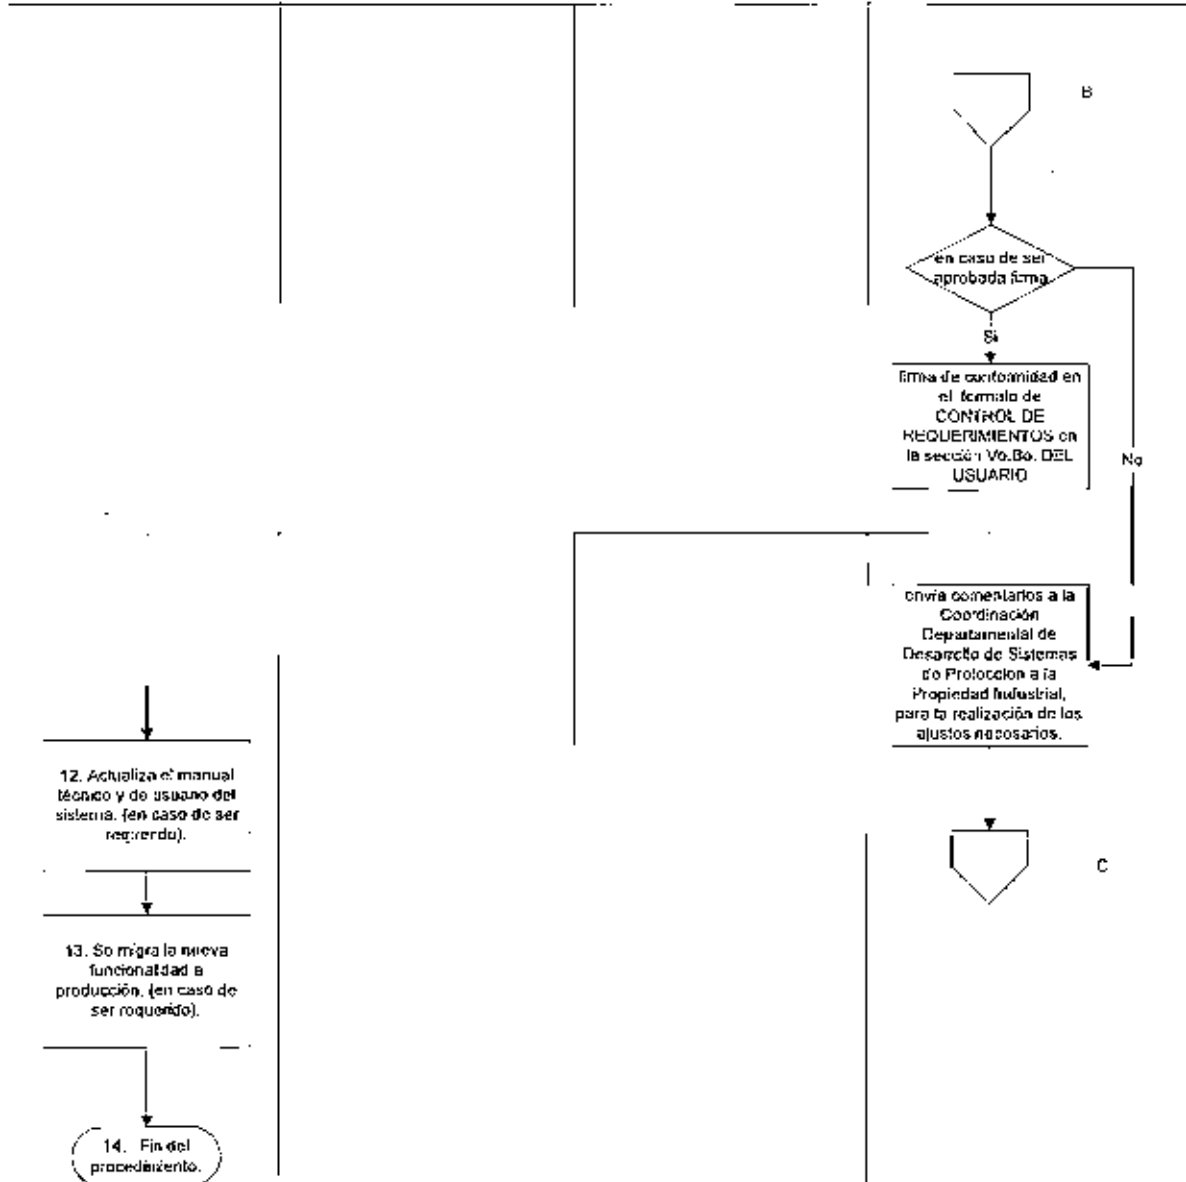 B
en caso de ser
aprobada firma
Si
firma de conformidad en
el formato de
CONTROL DE
REQUERIMIENTOS en
la sección Vo.Bo. DEL
USUARIO
No
envía comentarios a la
Coordinación
Departamental de
Desarrollo de Sistemas
de Protección a la
Propiedad Industrial,
para la realización de los
ajustes necesarios.
C
12. Actualiza el manual
técnico y de usuario del
sistema. (en caso de ser
requerido).
13. Se migra la nueva
funcionalidad a
producción. (en caso de
ser requerido).
14. Fin del
procedimiento.